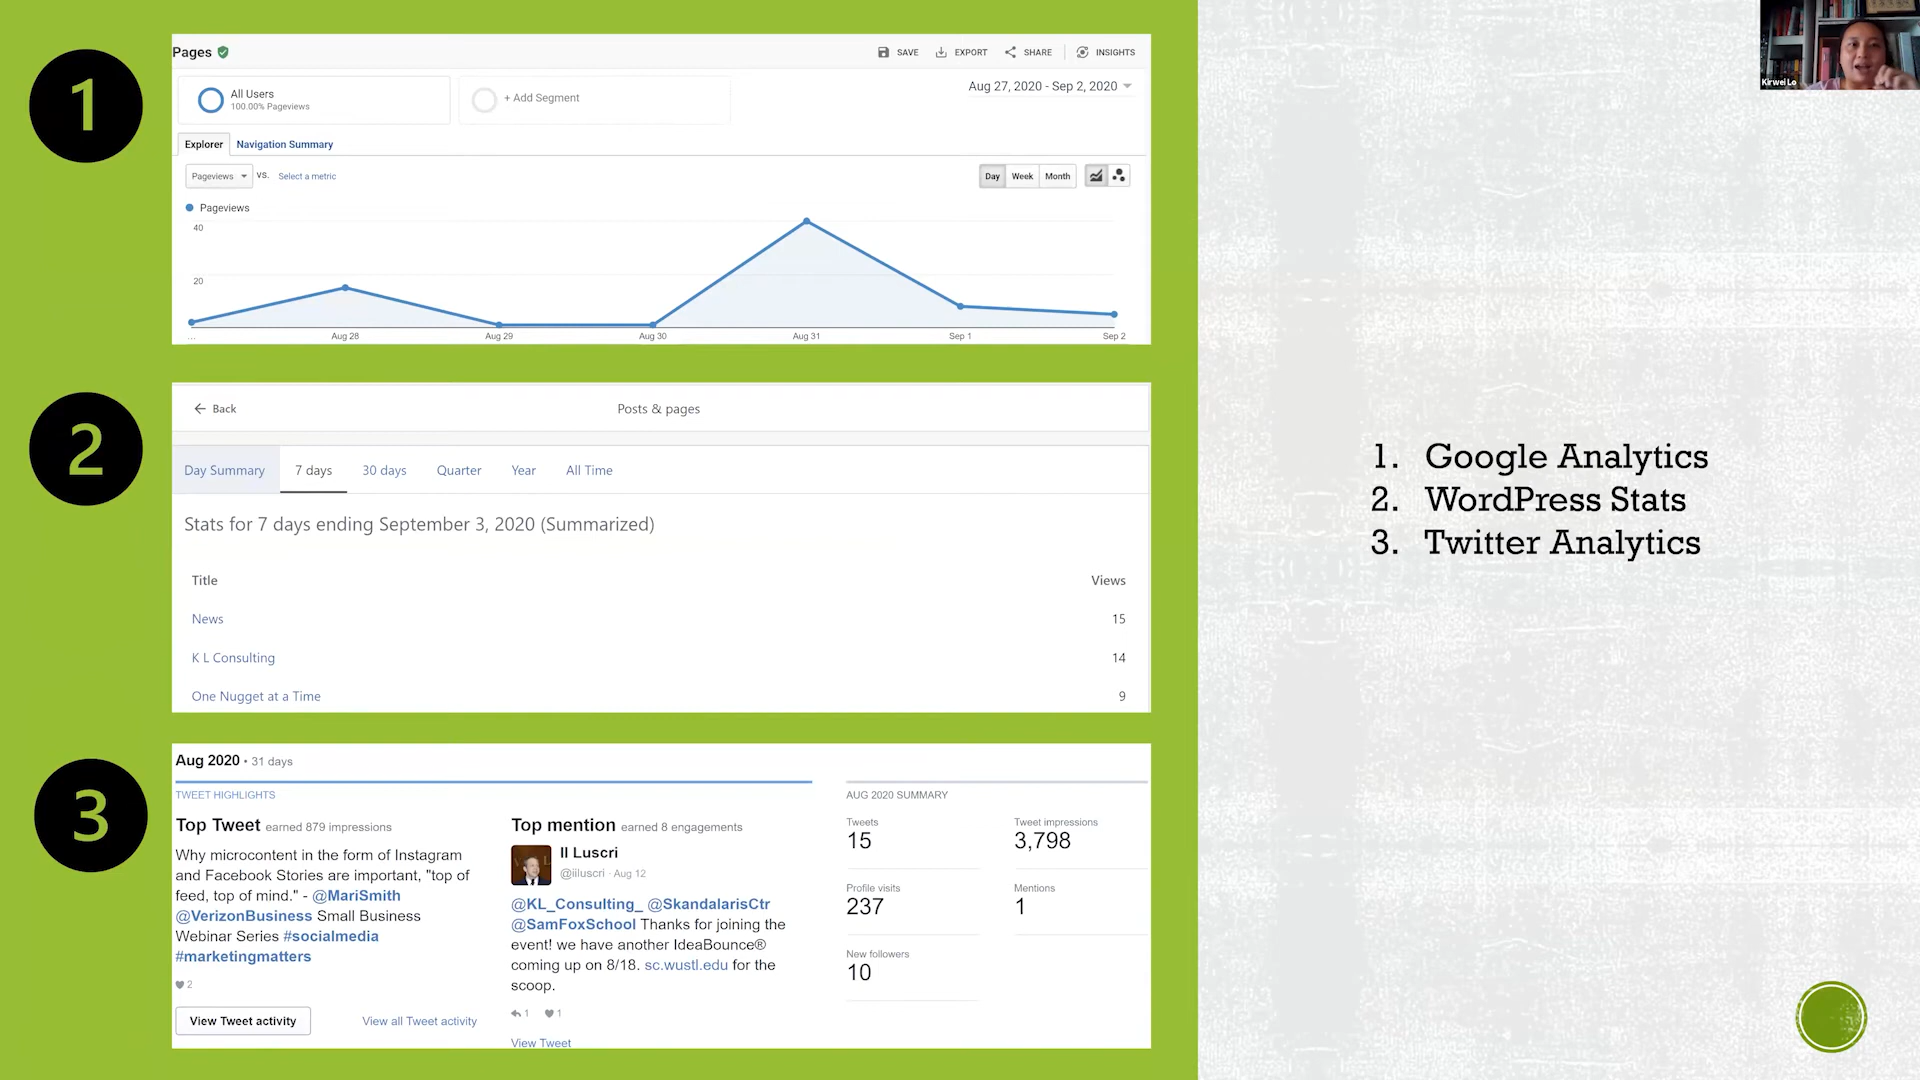 1
Pages
SAVE
EXPORT
SHARE
INSIGHTS
All Users
100.00% Pageviews
+ Add Segment
Aug 27, 2020 - Sep 2, 2020
Explorer
Navigation Summary
Pageviews
VS.
Select a metric
Day
Week
Month
Pageviews
40
20
...
Aug 28
Aug 29
Aug 30
Aug 31
Sep 1
Sep 2
2
Back
Posts & pages
Day Summary
7 days
30 days
Quarter
Year
All Time
Stats for 7 days ending September 3, 2020 (Summarized)
Title
Views
News
15
K L Consulting
14
One Nugget at a Time
9
3
Aug 2020 • 31 days
TWEET HIGHLIGHTS
Top Tweet earned 879 impressions
Why microcontent in the form of Instagram
and Facebook Stories are important, "top of
feed, top of mind." - @MariSmith
@VerizonBusiness Small Business
Webinar Series #socialmedia
#marketingmatters
2
View Tweet activity
View all Tweet activity
Top mention earned 8 engagements
Il Luscri
@iiluscri · Aug 12
@KL_Consulting_ @SkandalarisCtr
@SamFoxSchool Thanks for joining the
event! we have another IdeaBounce®
coming up on 8/18. sc.wustl.edu for the
scoop.
1
1
View Tweet
AUG 2020 SUMMARY
Tweets
15
Tweet impressions
3,798
Profile visits
237
Mentions
1
New followers
10
1. Google Analytics
2. WordPress Stats
3. Twitter Analytics
Kirwei Lo